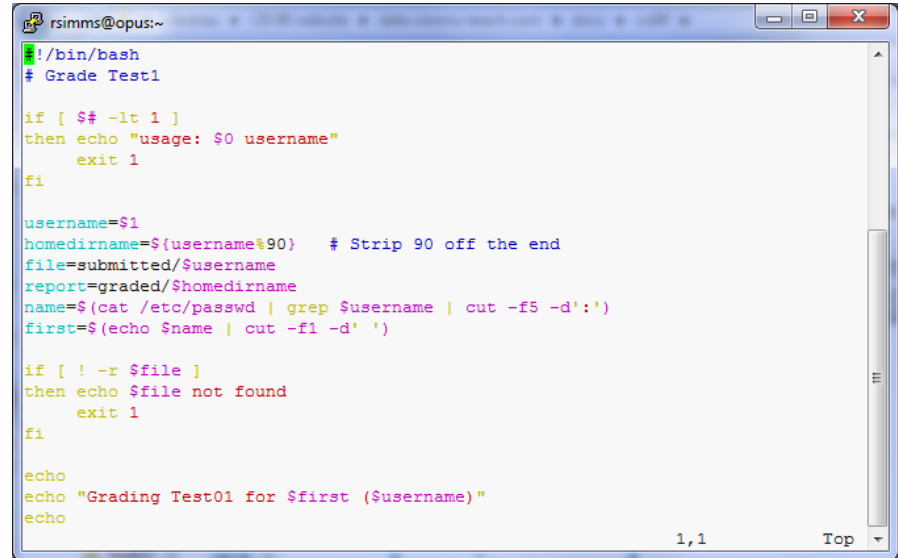 rsimms@opus:~
#!/bin/bash
# Grade Test1
if [ $# -lt 1 ]
then echo "usage: $0 username"
exit 1
fi
username=$1
homedirname=${username%90}   # Strip 90 off the end
file=submitted/$username
report=graded/$homedirname
name=$(cat /etc/passwd | grep $username | cut -f5 -d':')
first=$(echo $name | cut -f1 -d' ')
if [ ! -r $file ]
then echo $file not found
exit 1
fi
echo
echo "Grading Test01 for $first ($username)"
echo
1,1 Top